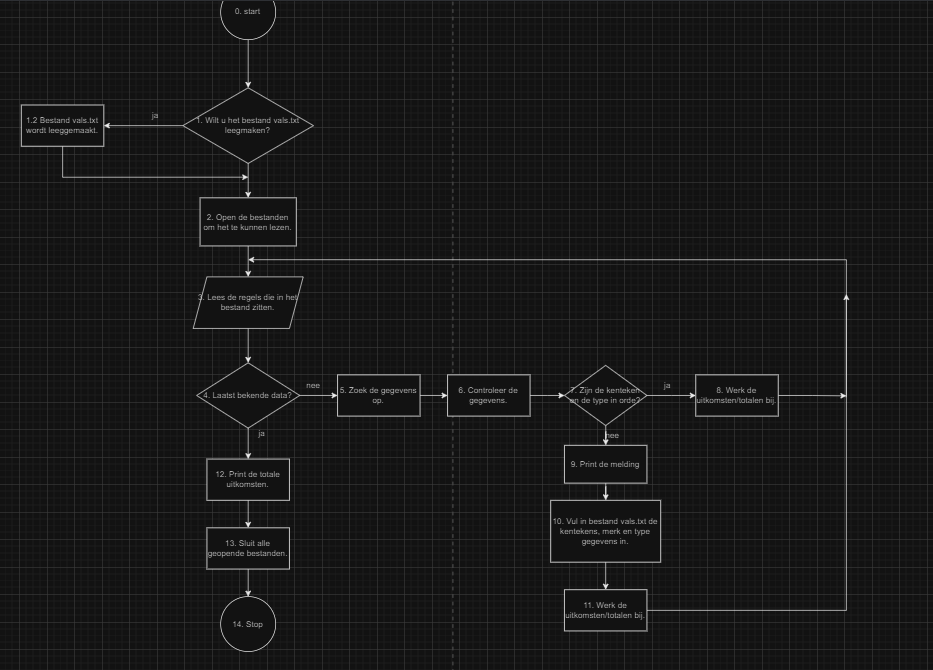 0. start
1. Wilt u het bestand vals.txt
leegmaken?
ja
1.2 Bestand vals.txt
wordt leeggemaakt.
2. Open de bestanden
om het te kunnen lezen.
3. Lees de regels die in het
bestand zitten.
4. Laatst bekende data?
nee
5. Zoek de gegevens
op.
6. Controleer de
gegevens.
7. Zijn de kenteken
en de type in orde?
ja
8. Werk de
uitkomsten/totalen bij.
nee
9. Print de melding
10. Vul in bestand vals.txt de
kentekens, merk en type
gegevens in.
11. Werk de
uitkomsten/totalen bij.
ja
12. Print de totale
uitkomsten.
13. Sluit alle
geopende bestanden.
14. Stop